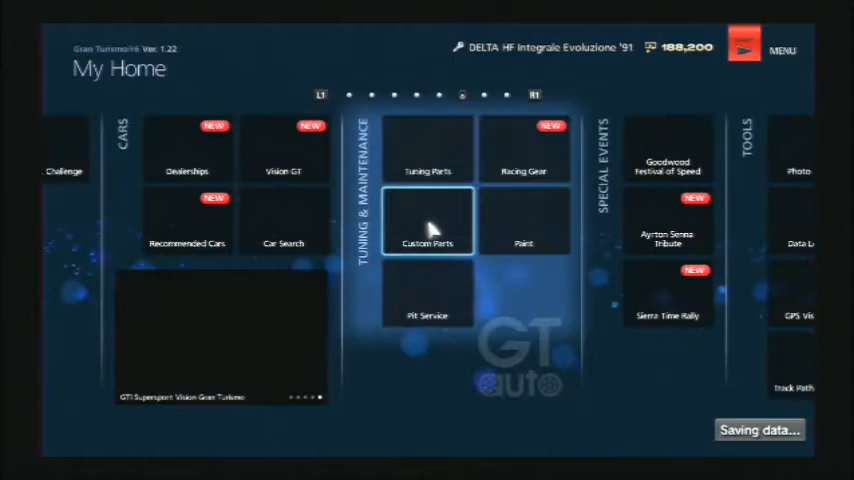 Gran Turismo®6 Ver. 1.22
My Home
DELTA HF Integrale Evoluzione '91
188,200
MENU
L1
R1
Challenge
CARS
NEW
Dealerships
NEW
Vision GT
NEW
Recommended Cars
Car Search
GTI Supersport Vision Gran Turismo
TUNING & MAINTENANCE
Tuning Parts
NEW
Racing Gear
Custom Parts
Paint
Pit Service
GT
auto
SPECIAL EVENTS
Goodwood
Festival of Speed
NEW
Ayrton Senna
Tribute
NEW
Sierra Time Rally
TOOLS
Photo
Data L
GPS Vis
Track Path
Saving data...